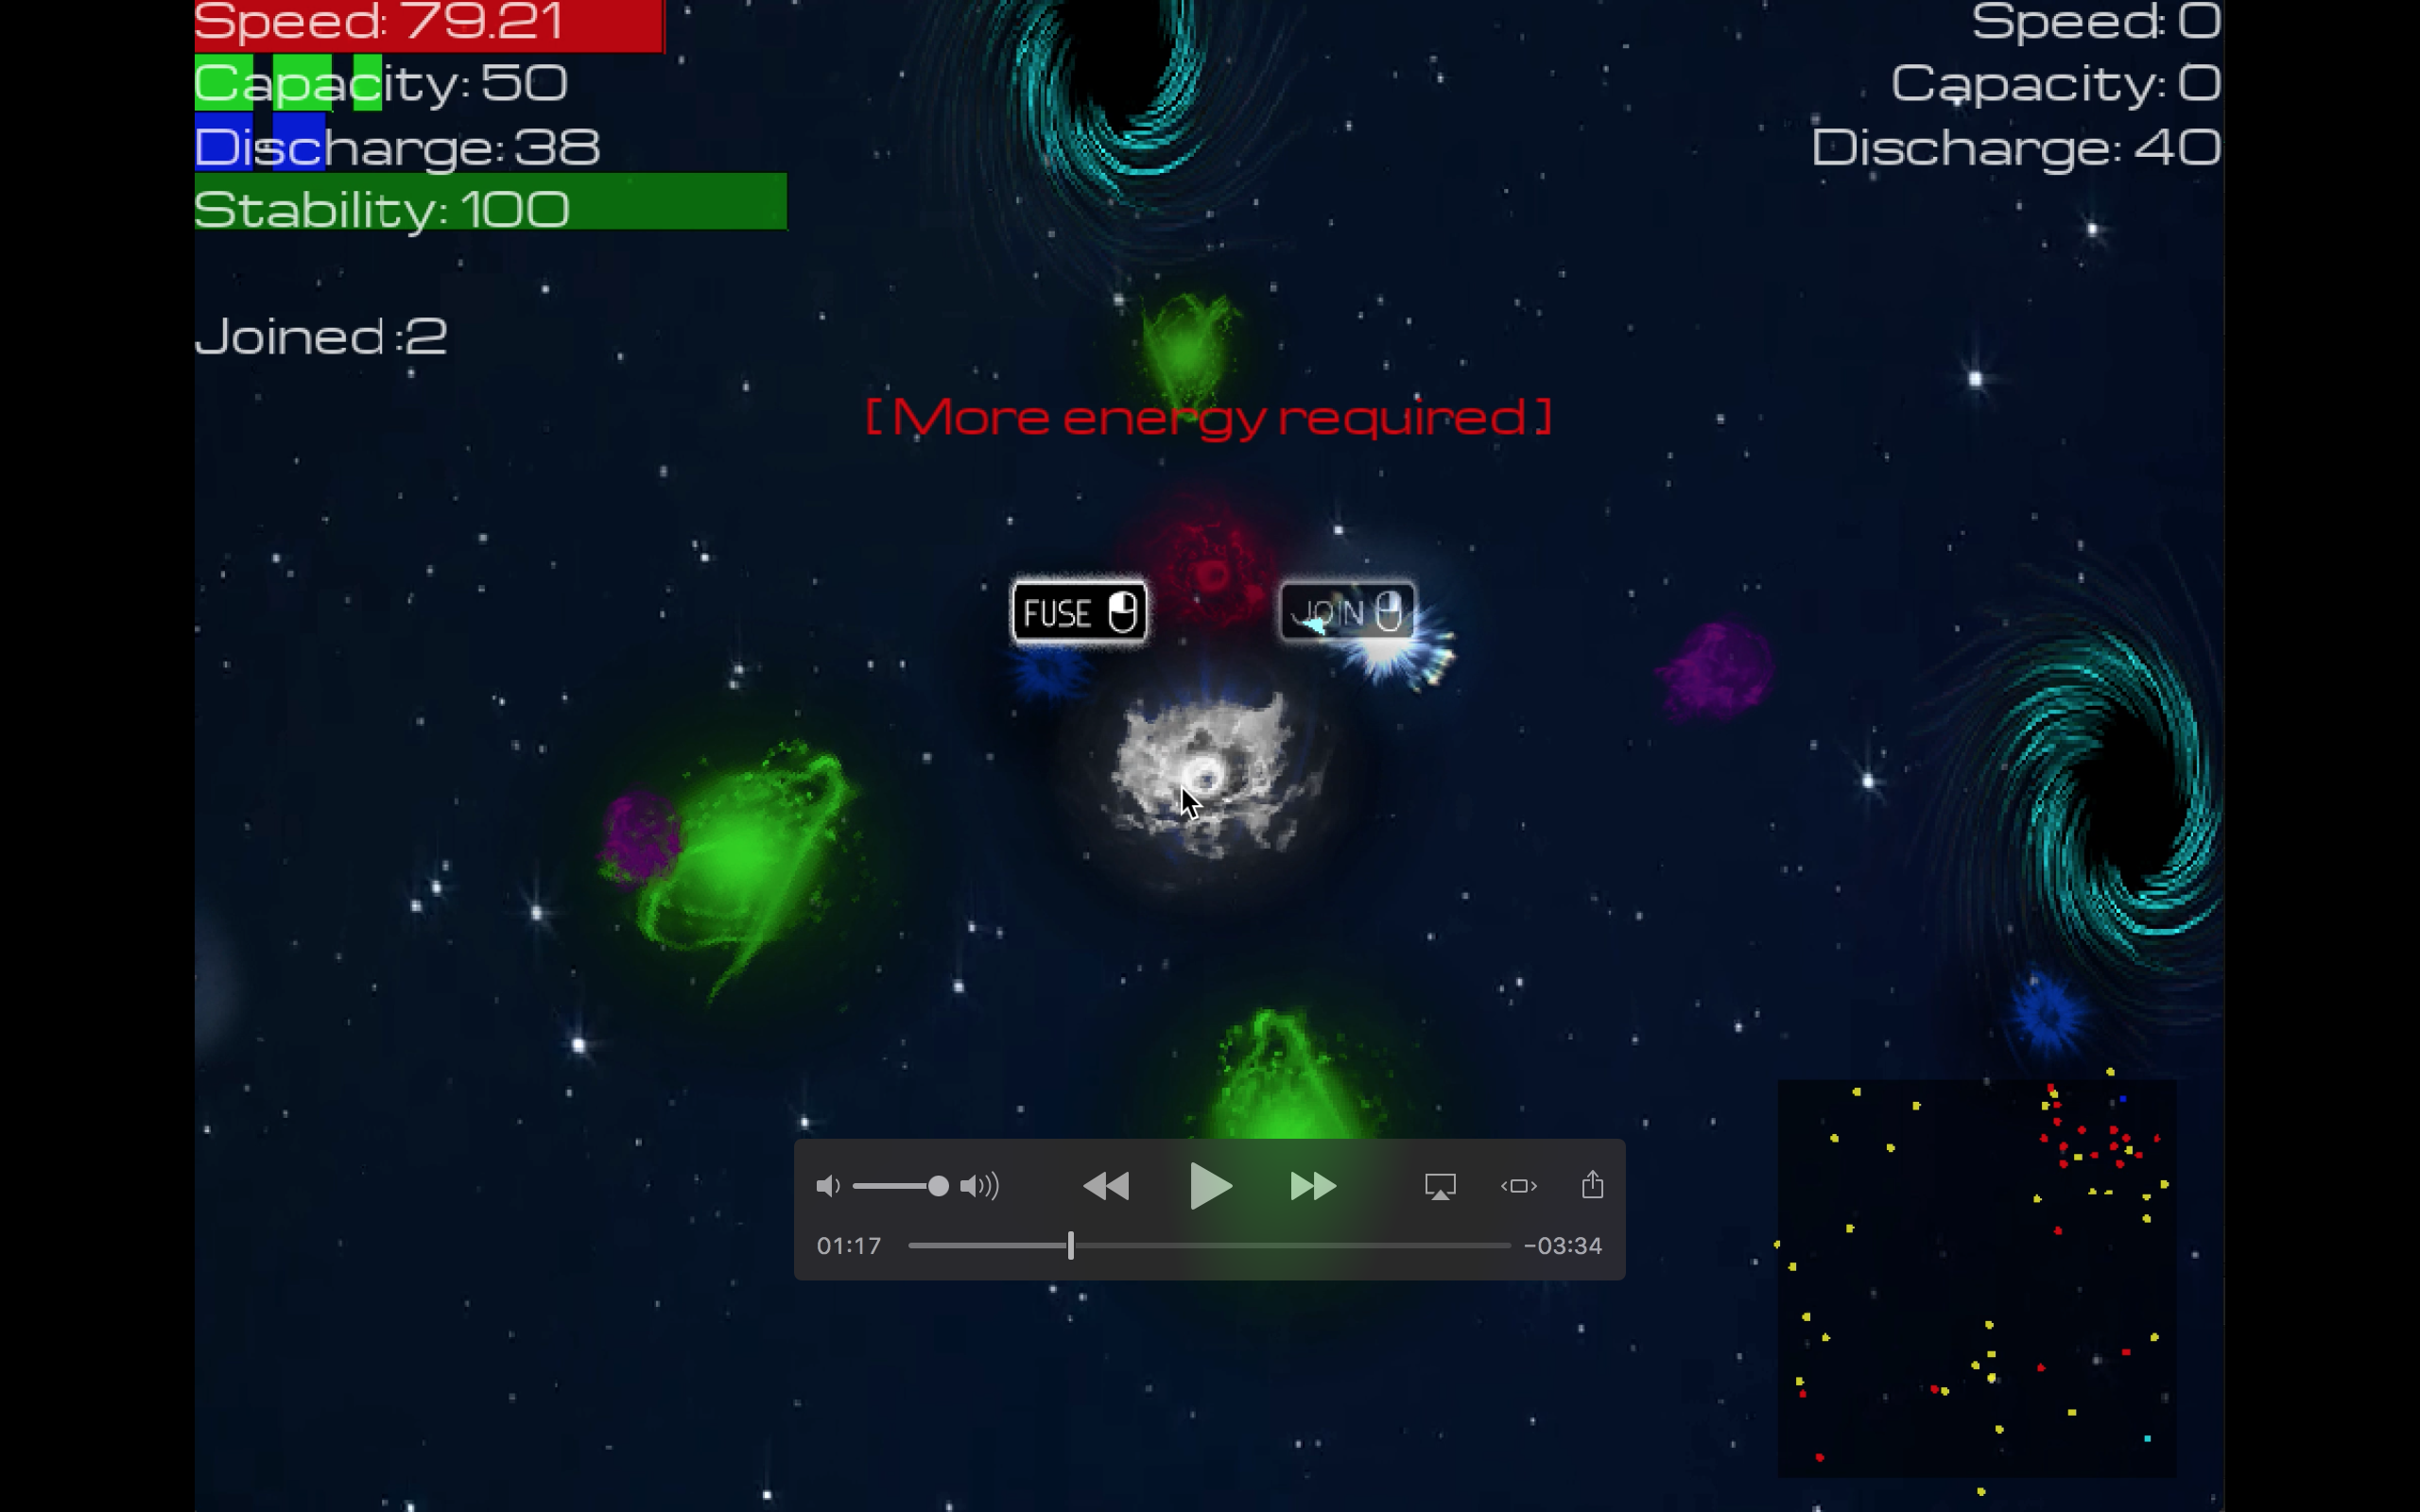 Speed: 79.21
Capacity: 50
Discharge: 38
Stability: 100
Joined :2
Speed: 0
Capacity: 0
Discharge: 40
[ More energy required ]
FUSE
JOIN
01:17
-03:34